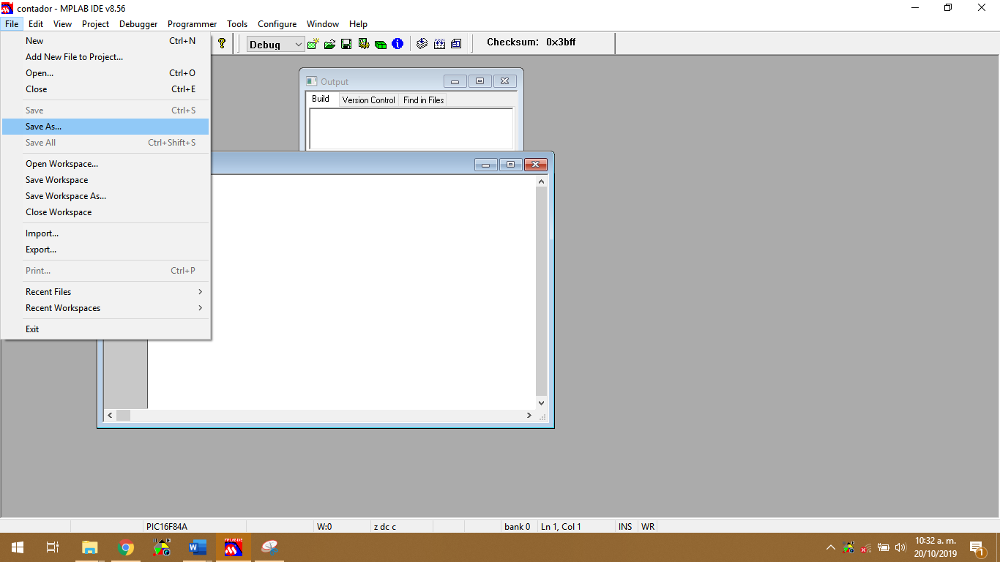 contador - MPLAB IDE v8.56
File Edit View Project Debugger Programmer Tools Configure Window Help
New Ctrl+N
Add New File to Project...
Open... Ctrl+O
Close Ctrl+E
Save Ctrl+S
Save As...
Save All Ctrl+Shift+S
Open Workspace...
Save Workspace
Save Workspace As...
Close Workspace
Import...
Export...
Print... Ctrl+P
Recent Files
Recent Workspaces
Exit
? Debug i Checksum: 0x3bff
Output
Build Version Control Find in Files
PIC16F84A W:0 z dc c bank 0 Ln 1, Col 1 INS WR
10:32 a. m.
20/10/2019
1